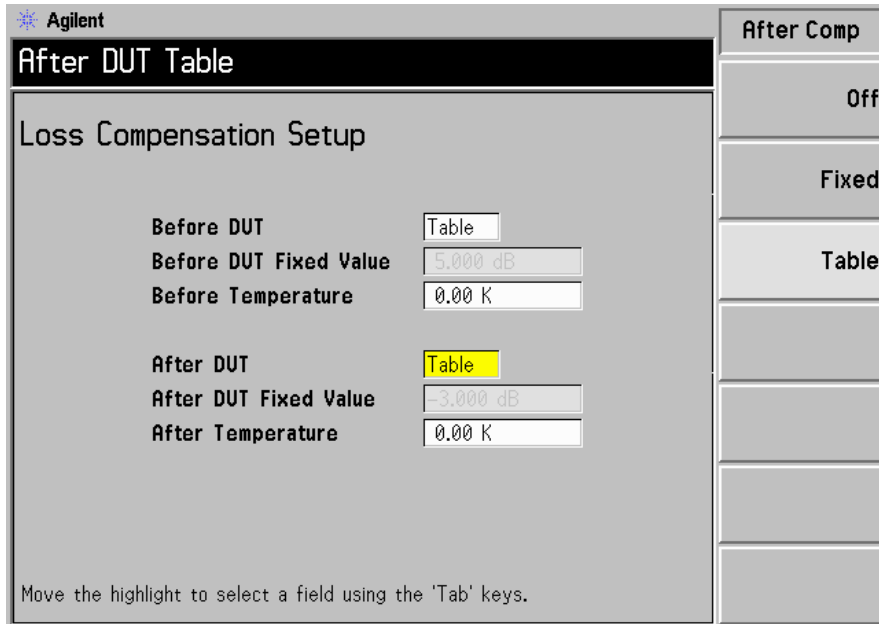 Agilent
After DUT Table
Loss Compensation Setup
Before DUT Table
Before DUT Fixed Value 5.000 dB
Before Temperature 0.00 K
After DUT Table
After DUT Fixed Value -3.000 dB
After Temperature 0.00 K
Move the highlight to select a field using the 'Tab' keys.
After Comp
Off
Fixed
Table